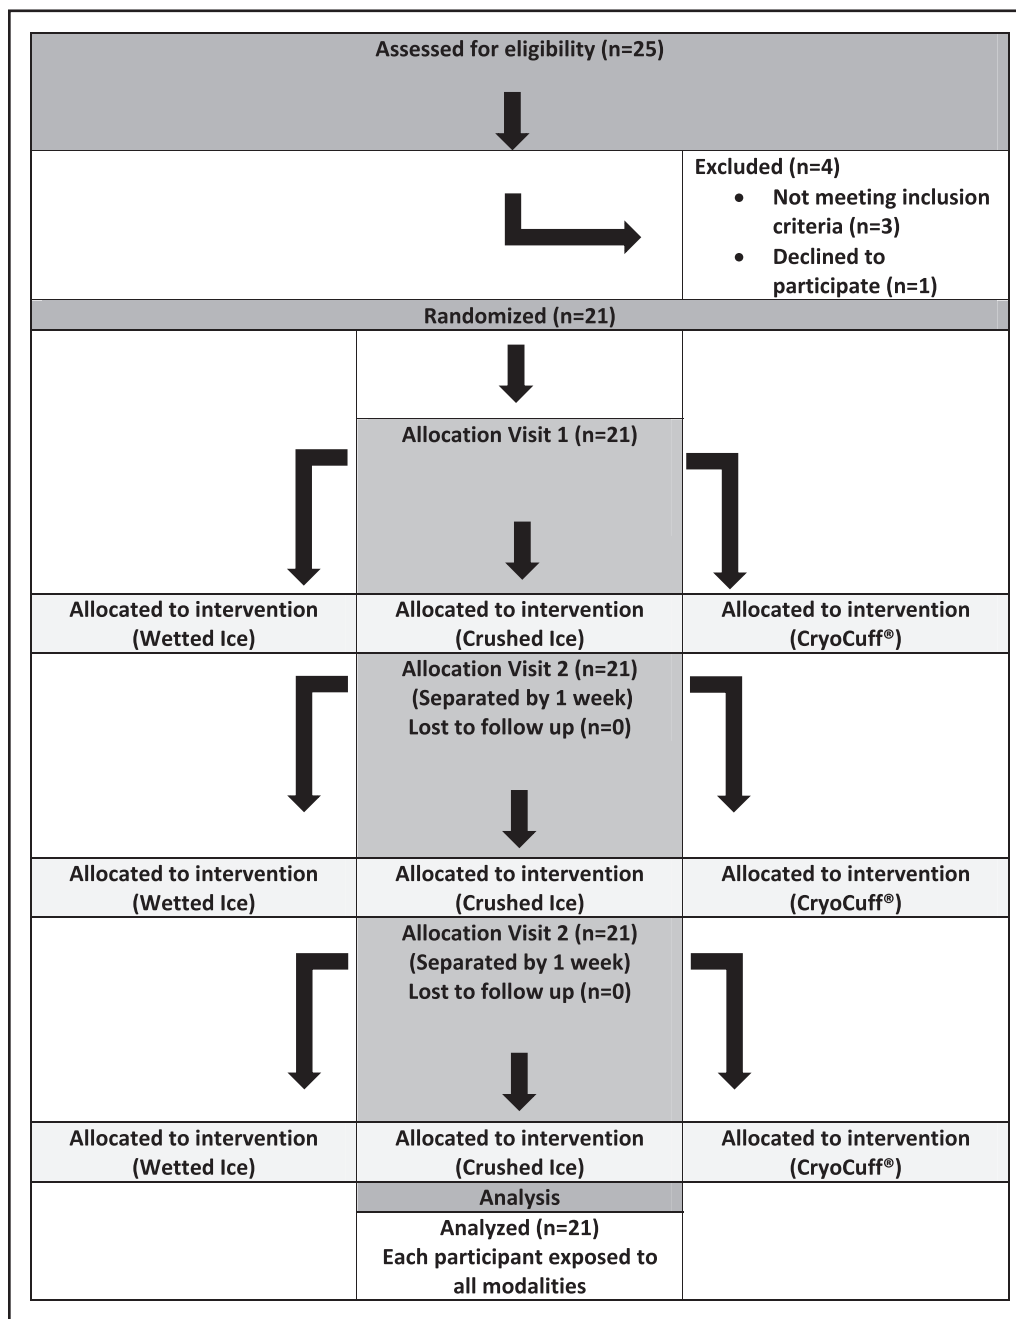 Assessed for eligibility (n=25)
Excluded (n=4)
• Not meeting inclusion
criteria (n=3)
• Declined to
participate (n=1)
Randomized (n=21)
Allocation Visit 1 (n=21)
Allocated to intervention
(Wetted Ice)
Allocated to intervention
(Crushed Ice)
Allocated to intervention
(CryoCuff®)
Allocation Visit 2 (n=21)
(Separated by 1 week)
Lost to follow up (n=0)
Allocated to intervention
(Wetted Ice)
Allocated to intervention
(Crushed Ice)
Allocated to intervention
(CryoCuff®)
Allocation Visit 2 (n=21)
(Separated by 1 week)
Lost to follow up (n=0)
Allocated to intervention
(Wetted Ice)
Allocated to intervention
(Crushed Ice)
Allocated to intervention
(CryoCuff®)
Analysis
Analyzed (n=21)
Each participant exposed to
all modalities